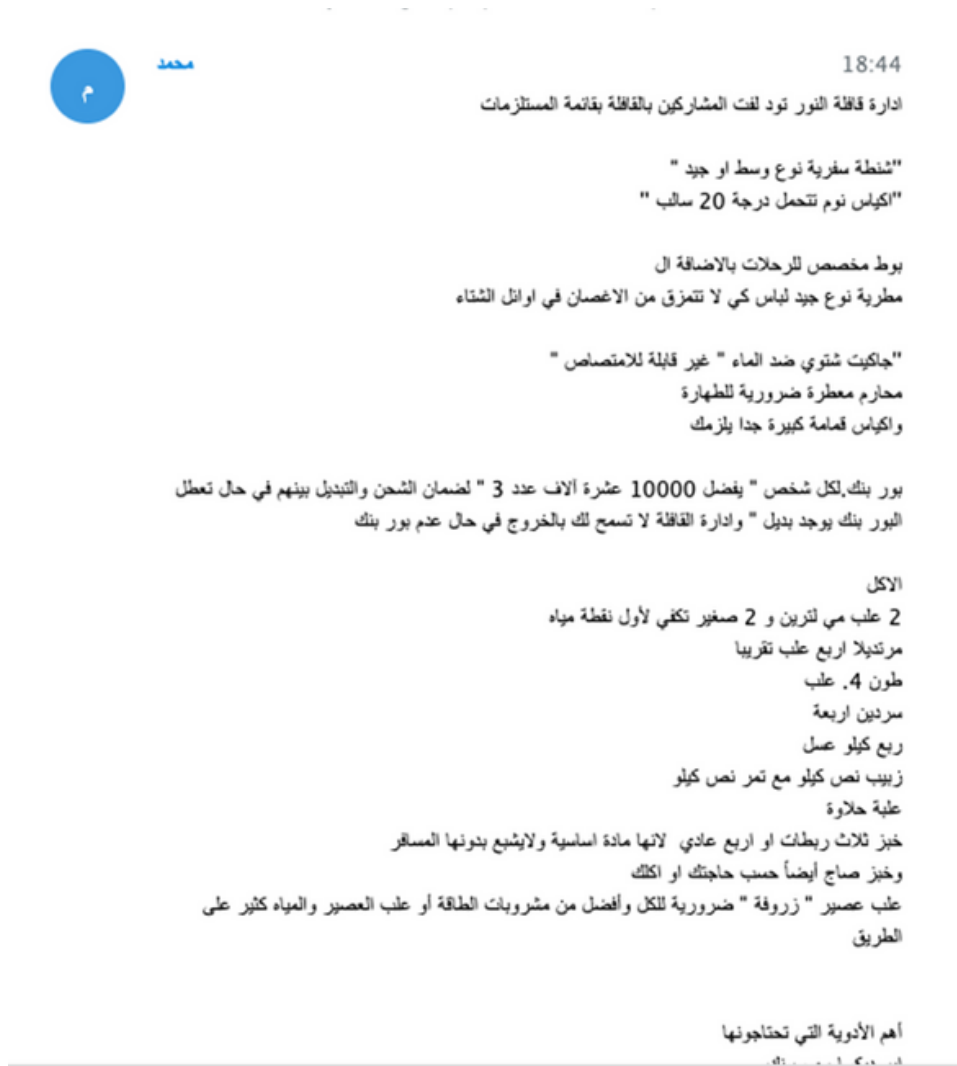 محمد
18:44
م
ادارة قافلة النور تود لفت المشاركين بالقافلة بقائمة المستلزمات
"شنطة سفرية نوع وسط او جيد "
"اكياس نوم تتحمل درجة 20 سالب "
بوط مخصص للرحلات بالاضافة ال
مطرية نوع جيد لباس كي لا تتمزق من الاغصان في اوائل الشتاء
"جاكيت شتوي ضد الماء " غير قابلة للامتصاص "
محارم معطرة ضرورية للطهارة
واكياس قمامة كبيرة جدا يلزمك
بور بنك.لكل شخص " يفضل 10000 عشرة آلاف عدد 3 " لضمان الشحن والتبديل بينهم في حال تعطل
البور بنك يوجد بديل " وادارة القافلة لا تسمح لك بالخروج في حال عدم بور بنك
الاكل
2 علب مي لترين و 2 صغير تكفي لأول نقطة مياه
مرتديلا اربع علب تقريبا
طون 4. علب
سردين اربعة
ربع كيلو عسل
زبيب نص كيلو مع تمر نص كيلو
علبة حلاوة
خبز ثلاث ربطات او اربع عادي لانها مادة اساسية ولايشبع بدونها المسافر
وخبز صاج أيضاً حسب حاجتك او اكلك
علب عصير " زروفة " ضرورية للكل وأفضل من مشروبات الطاقة أو علب العصير والمياه كثير على
الطريق
أهم الأدوية التي تحتاجونها